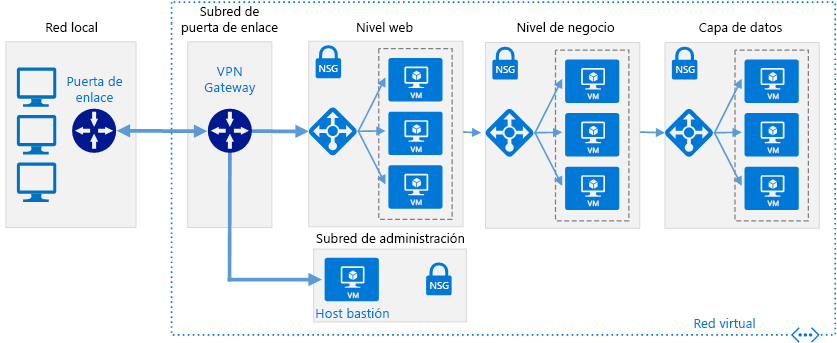 Red local
Subred de
puerta de enlace
Nivel web
Nivel de negocio
Capa de datos
Puerta de
enlace
VPN
Gateway
NSG
VM
VM
VM
NSG
VM
VM
VM
NSG
VM
VM
VM
Subred de administración
VM
NSG
Host bastión
Red virtual